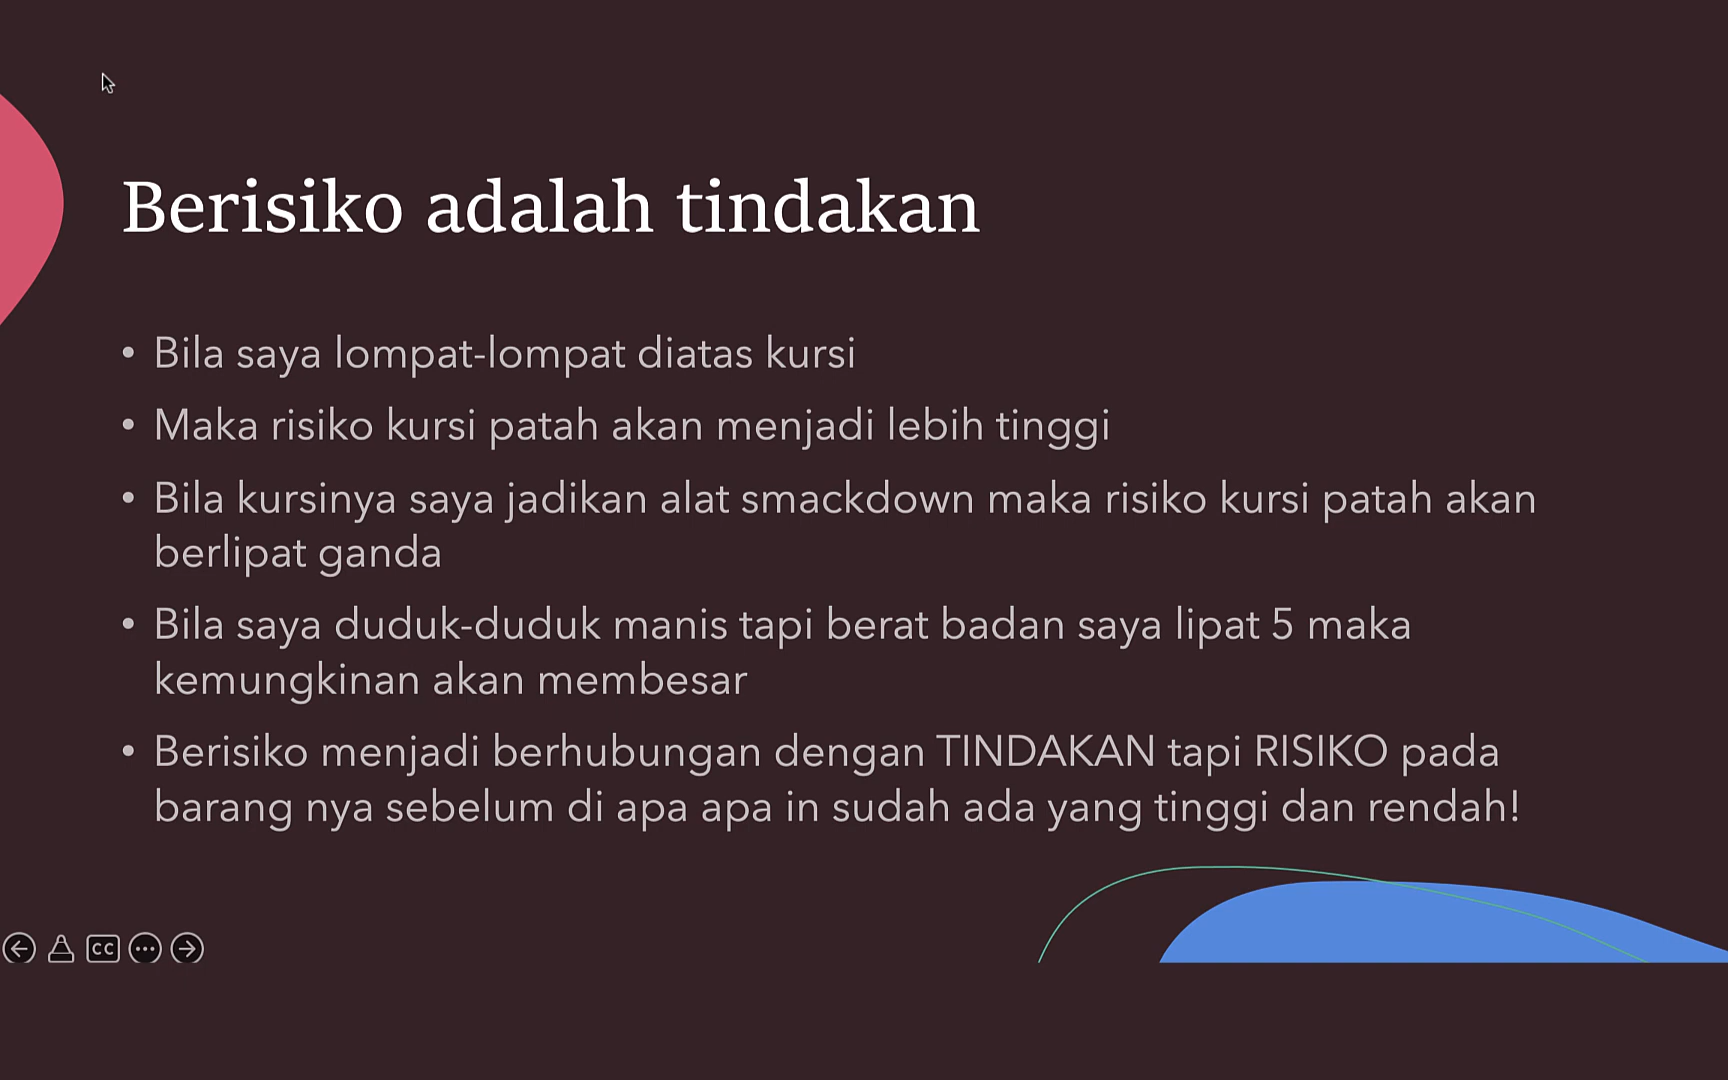 Berisiko adalah tindakan
• Bila saya lompat-lompat diatas kursi
• Maka risiko kursi patah akan menjadi lebih tinggi
• Bila kursinya saya jadikan alat smackdown maka risiko kursi patah akan
berlipat ganda
• Bila saya duduk-duduk manis tapi berat badan saya lipat 5 maka
kemungkinan akan membesar
• Berisiko menjadi berhubungan dengan TINDAKAN tapi RISIKO pada
barang nya sebelum di apa apa in sudah ada yang tinggi dan rendah!
CC